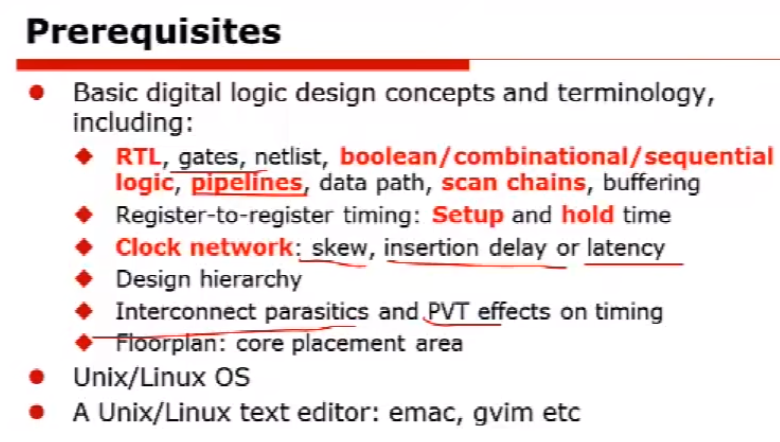 Prerequisites
Basic digital logic design concepts and terminology,
including:
RTL, gates, netlist, boolean/combinational/sequential
logic, pipelines, data path, scan chains, buffering
Register-to-register timing: Setup and hold time
Clock network: skew, insertion delay or latency
Design hierarchy
Interconnect parasitics and PVT effects on timing
Floorplan: core placement area
Unix/Linux OS
A Unix/Linux text editor: emac, gvim etc